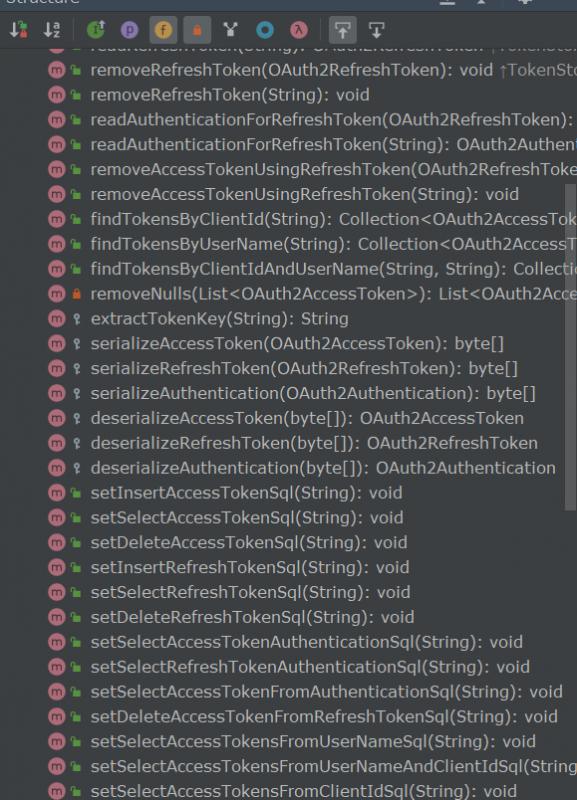 Structure
readRefreshToken(String): OAuth2RefreshToken ↑TokenSto
removeRefreshToken(OAuth2RefreshToken): void ↑TokenSto
removeRefreshToken(String): void
readAuthenticationForRefreshToken(OAuth2RefreshToken):
readAuthenticationForRefreshToken(String): OAuth2Authen
removeAccessTokenUsingRefreshToken(OAuth2RefreshToke
removeAccessTokenUsingRefreshToken(String): void
findTokensByClientId(String): Collection<OAuth2AccessTok
findTokensByUserName(String): Collection<OAuth2AccessT
findTokensByClientIdAndUserName(String, String): Collecti
removeNulls(List<OAuth2AccessToken>): List<OAuth2Acce
extractTokenKey(String): String
serializeAccessToken(OAuth2AccessToken): byte[]
serializeRefreshToken(OAuth2RefreshToken): byte[]
serializeAuthentication(OAuth2Authentication): byte[]
deserializeAccessToken(byte[]): OAuth2AccessToken
deserializeRefreshToken(byte[]): OAuth2RefreshToken
deserializeAuthentication(byte[]): OAuth2Authentication
setInsertAccessTokenSql(String): void
setSelectAccessTokenSql(String): void
setDeleteAccessTokenSql(String): void
setInsertRefreshTokenSql(String): void
setSelectRefreshTokenSql(String): void
setDeleteRefreshTokenSql(String): void
setSelectAccessTokenAuthenticationSql(String): void
setSelectRefreshTokenAuthenticationSql(String): void
setSelectAccessTokenFromAuthenticationSql(String): void
setDeleteAccessTokenFromRefreshTokenSql(String): void
setSelectAccessTokensFromUserNameSql(String): void
setSelectAccessTokensFromUserNameAndClientIdSql(String
setSelectAccessTokensFromClientIdSql(String): void